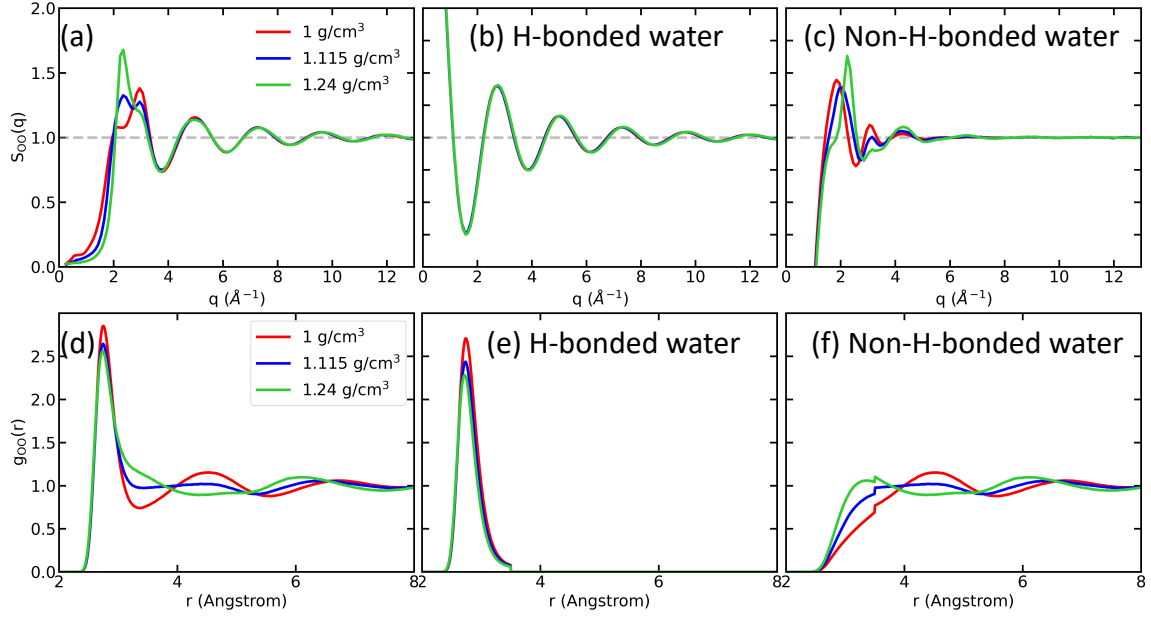 (a)
1 g/cm³
1.115 g/cm³
1.24 g/cm³
(b) H-bonded water
(c) Non-H-bonded water
S_OO(q)
2.0
1.5
1.0
0.5
0.0
0 2 4 6 8 10 12
q (Å⁻¹)
0 2 4 6 8 10 12
q (Å⁻¹)
0 2 4 6 8 10 12
q (Å⁻¹)
(d)
1 g/cm³
1.115 g/cm³
1.24 g/cm³
(e) H-bonded water
(f) Non-H-bonded water
g_OO(r)
2.5
2.0
1.5
1.0
0.5
0.0
2 4 6 8
r (Angstrom)
2 4 6 8
r (Angstrom)
2 4 6 8
r (Angstrom)